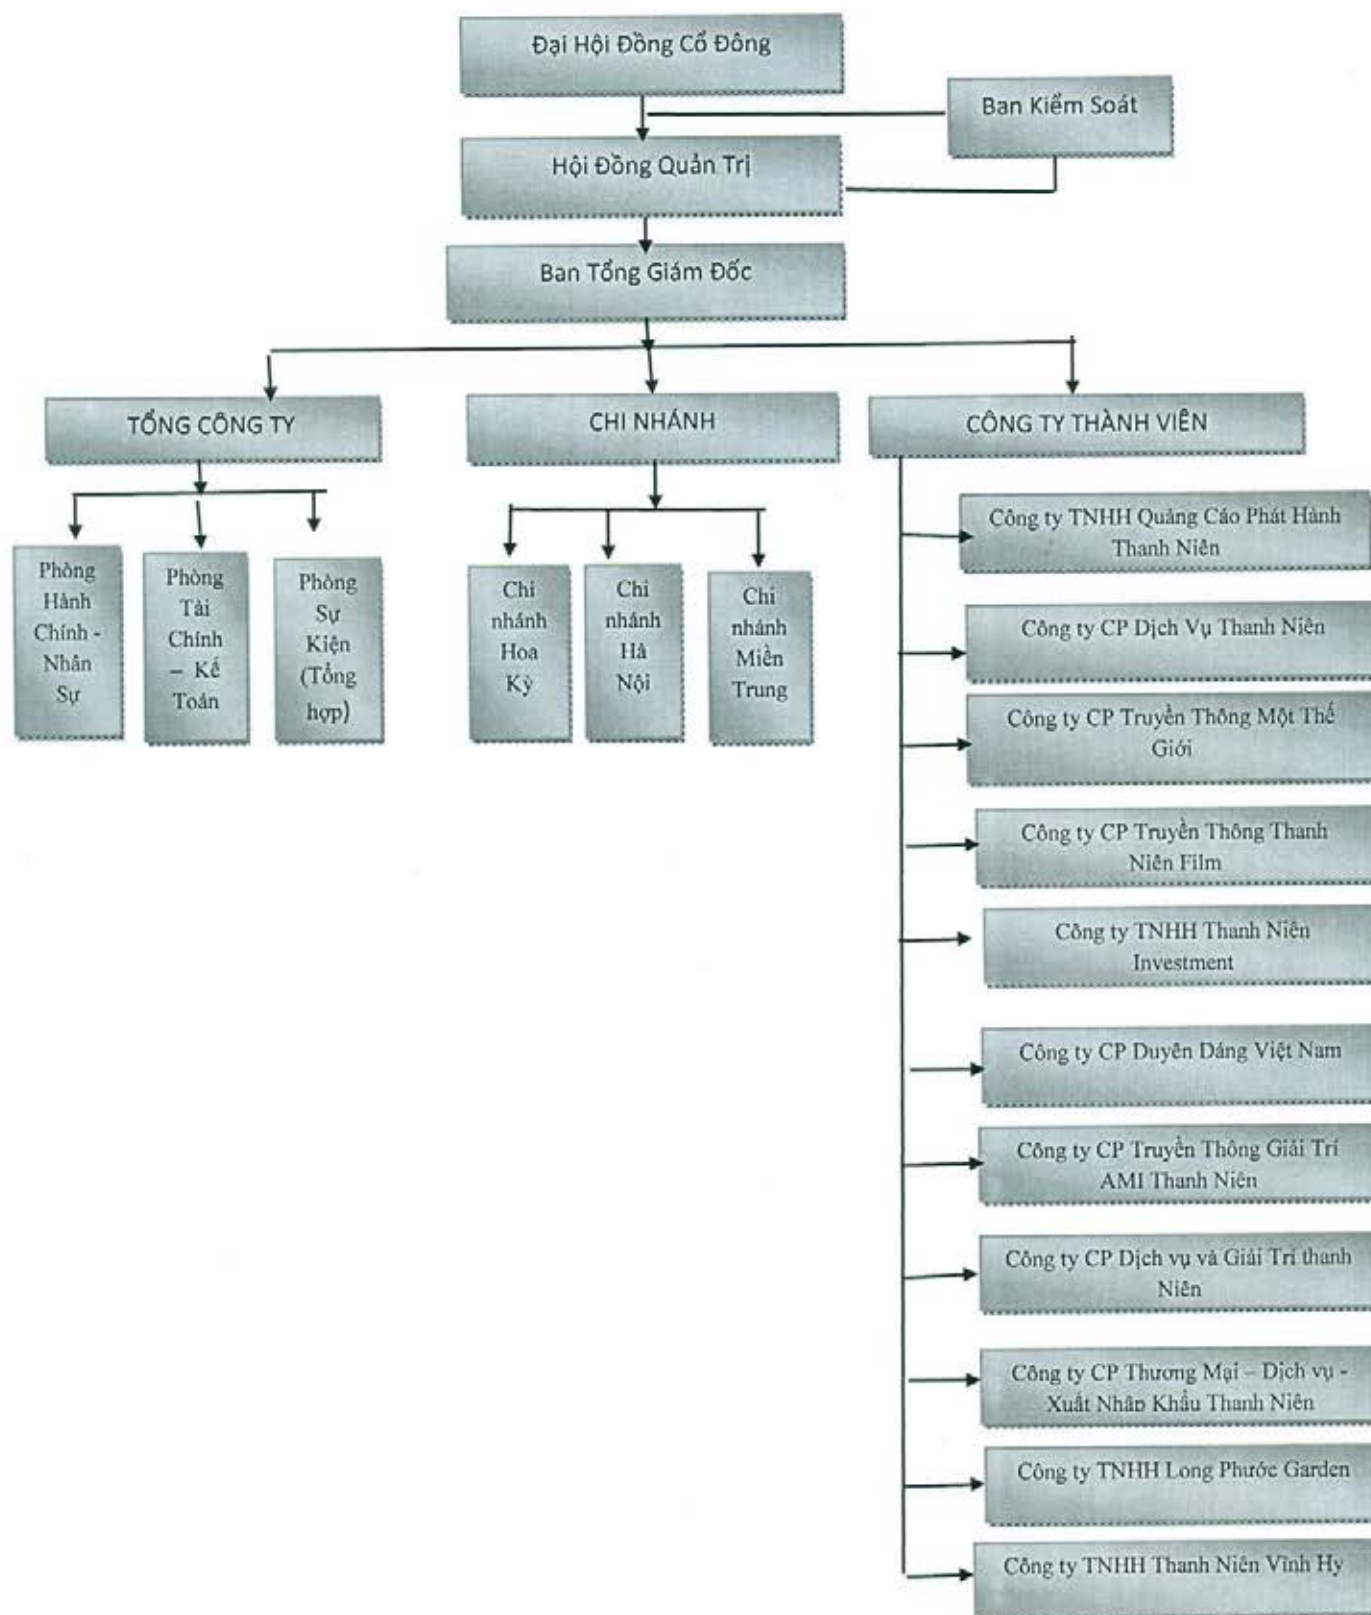 Đại Hội Đồng Cổ Đông
Ban Kiểm Soát
Hội Đồng Quản Trị
Ban Tổng Giám Đốc
TỔNG CÔNG TY
CHI NHÁNH
CÔNG TY THÀNH VIÊN
Phòng
Hành
Chính -
Nhân
Sự
Phòng
Tài
Chính
– Kế
Toán
Phòng
Sự
Kiện
(Tổng
hợp)
Chi
nhánh
Hoa
Kỳ
Chi
nhánh
Hà
Nội
Chi
nhánh
Miền
Trung
Công ty TNHH Quảng Cáo Phát Hành
Thanh Niên
Công ty CP Dịch Vụ Thanh Niên
Công ty CP Truyền Thông Một Thế
Giới
Công ty CP Truyền Thông Thanh
Niên Film
Công ty TNHH Thanh Niên
Investment
Công ty CP Duyên Dáng Việt Nam
Công ty CP Truyền Thông Giải Trí
AMI Thanh Niên
Công ty CP Dịch vụ và Giải Trí thanh
Niên
Công ty CP Thương Mại – Dịch vụ -
Xuất Nhập Khẩu Thanh Niên
Công ty TNHH Long Phước Garden
Công ty TNHH Thanh Niên Vĩnh Hy